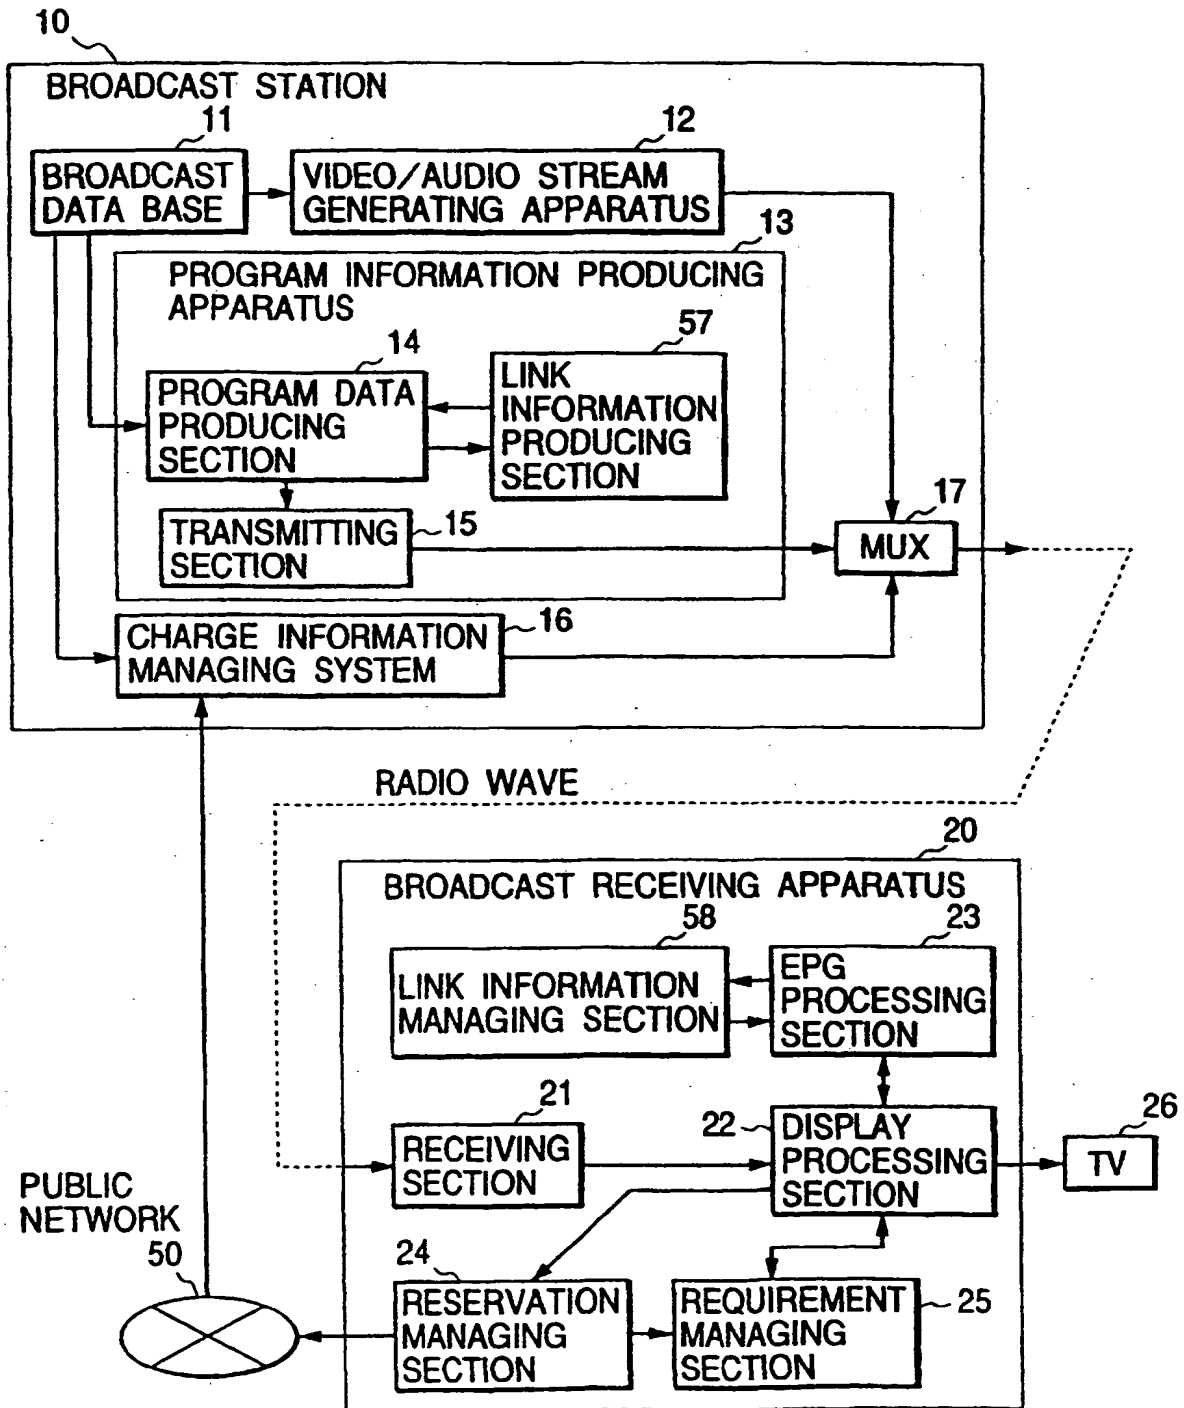 10
BROADCAST STATION
11
12
BROADCAST
DATA BASE
VIDEO/AUDIO STREAM
GENERATING APPARATUS
13
PROGRAM INFORMATION PRODUCING
APPARATUS
14
57
PROGRAM DATA
PRODUCING
SECTION
LINK
INFORMATION
PRODUCING
SECTION
TRANSMITTING
SECTION
15
17
MUX
CHARGE INFORMATION
MANAGING SYSTEM
16
RADIO WAVE
20
BROADCAST RECEIVING APPARATUS
58
23
LINK INFORMATION
MANAGING SECTION
EPG
PROCESSING
SECTION
21
22
RECEIVING
SECTION
DISPLAY
PROCESSING
SECTION
26
TV
PUBLIC
NETWORK
50
24
RESERVATION
MANAGING
SECTION
REQUIREMENT
MANAGING
SECTION
25